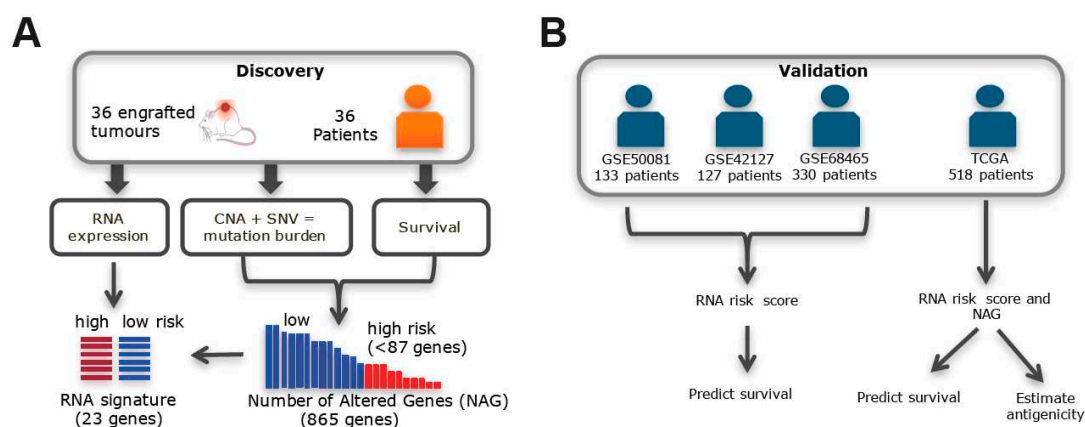 A
Discovery
36 engrafted
tumours
36
Patients
RNA
expression
CNA + SNV =
mutation burden
Survival
high low risk
RNA signature
(23 genes)
low
high risk
(<87 genes)
Number of Altered Genes (NAG)
(865 genes)
B
Validation
GSE50081
133 patients
GSE42127
127 patients
GSE68465
330 patients
TCGA
518 patients
RNA risk score
Predict survival
RNA risk score and
NAG
Predict survival
Estimate
antigenicity